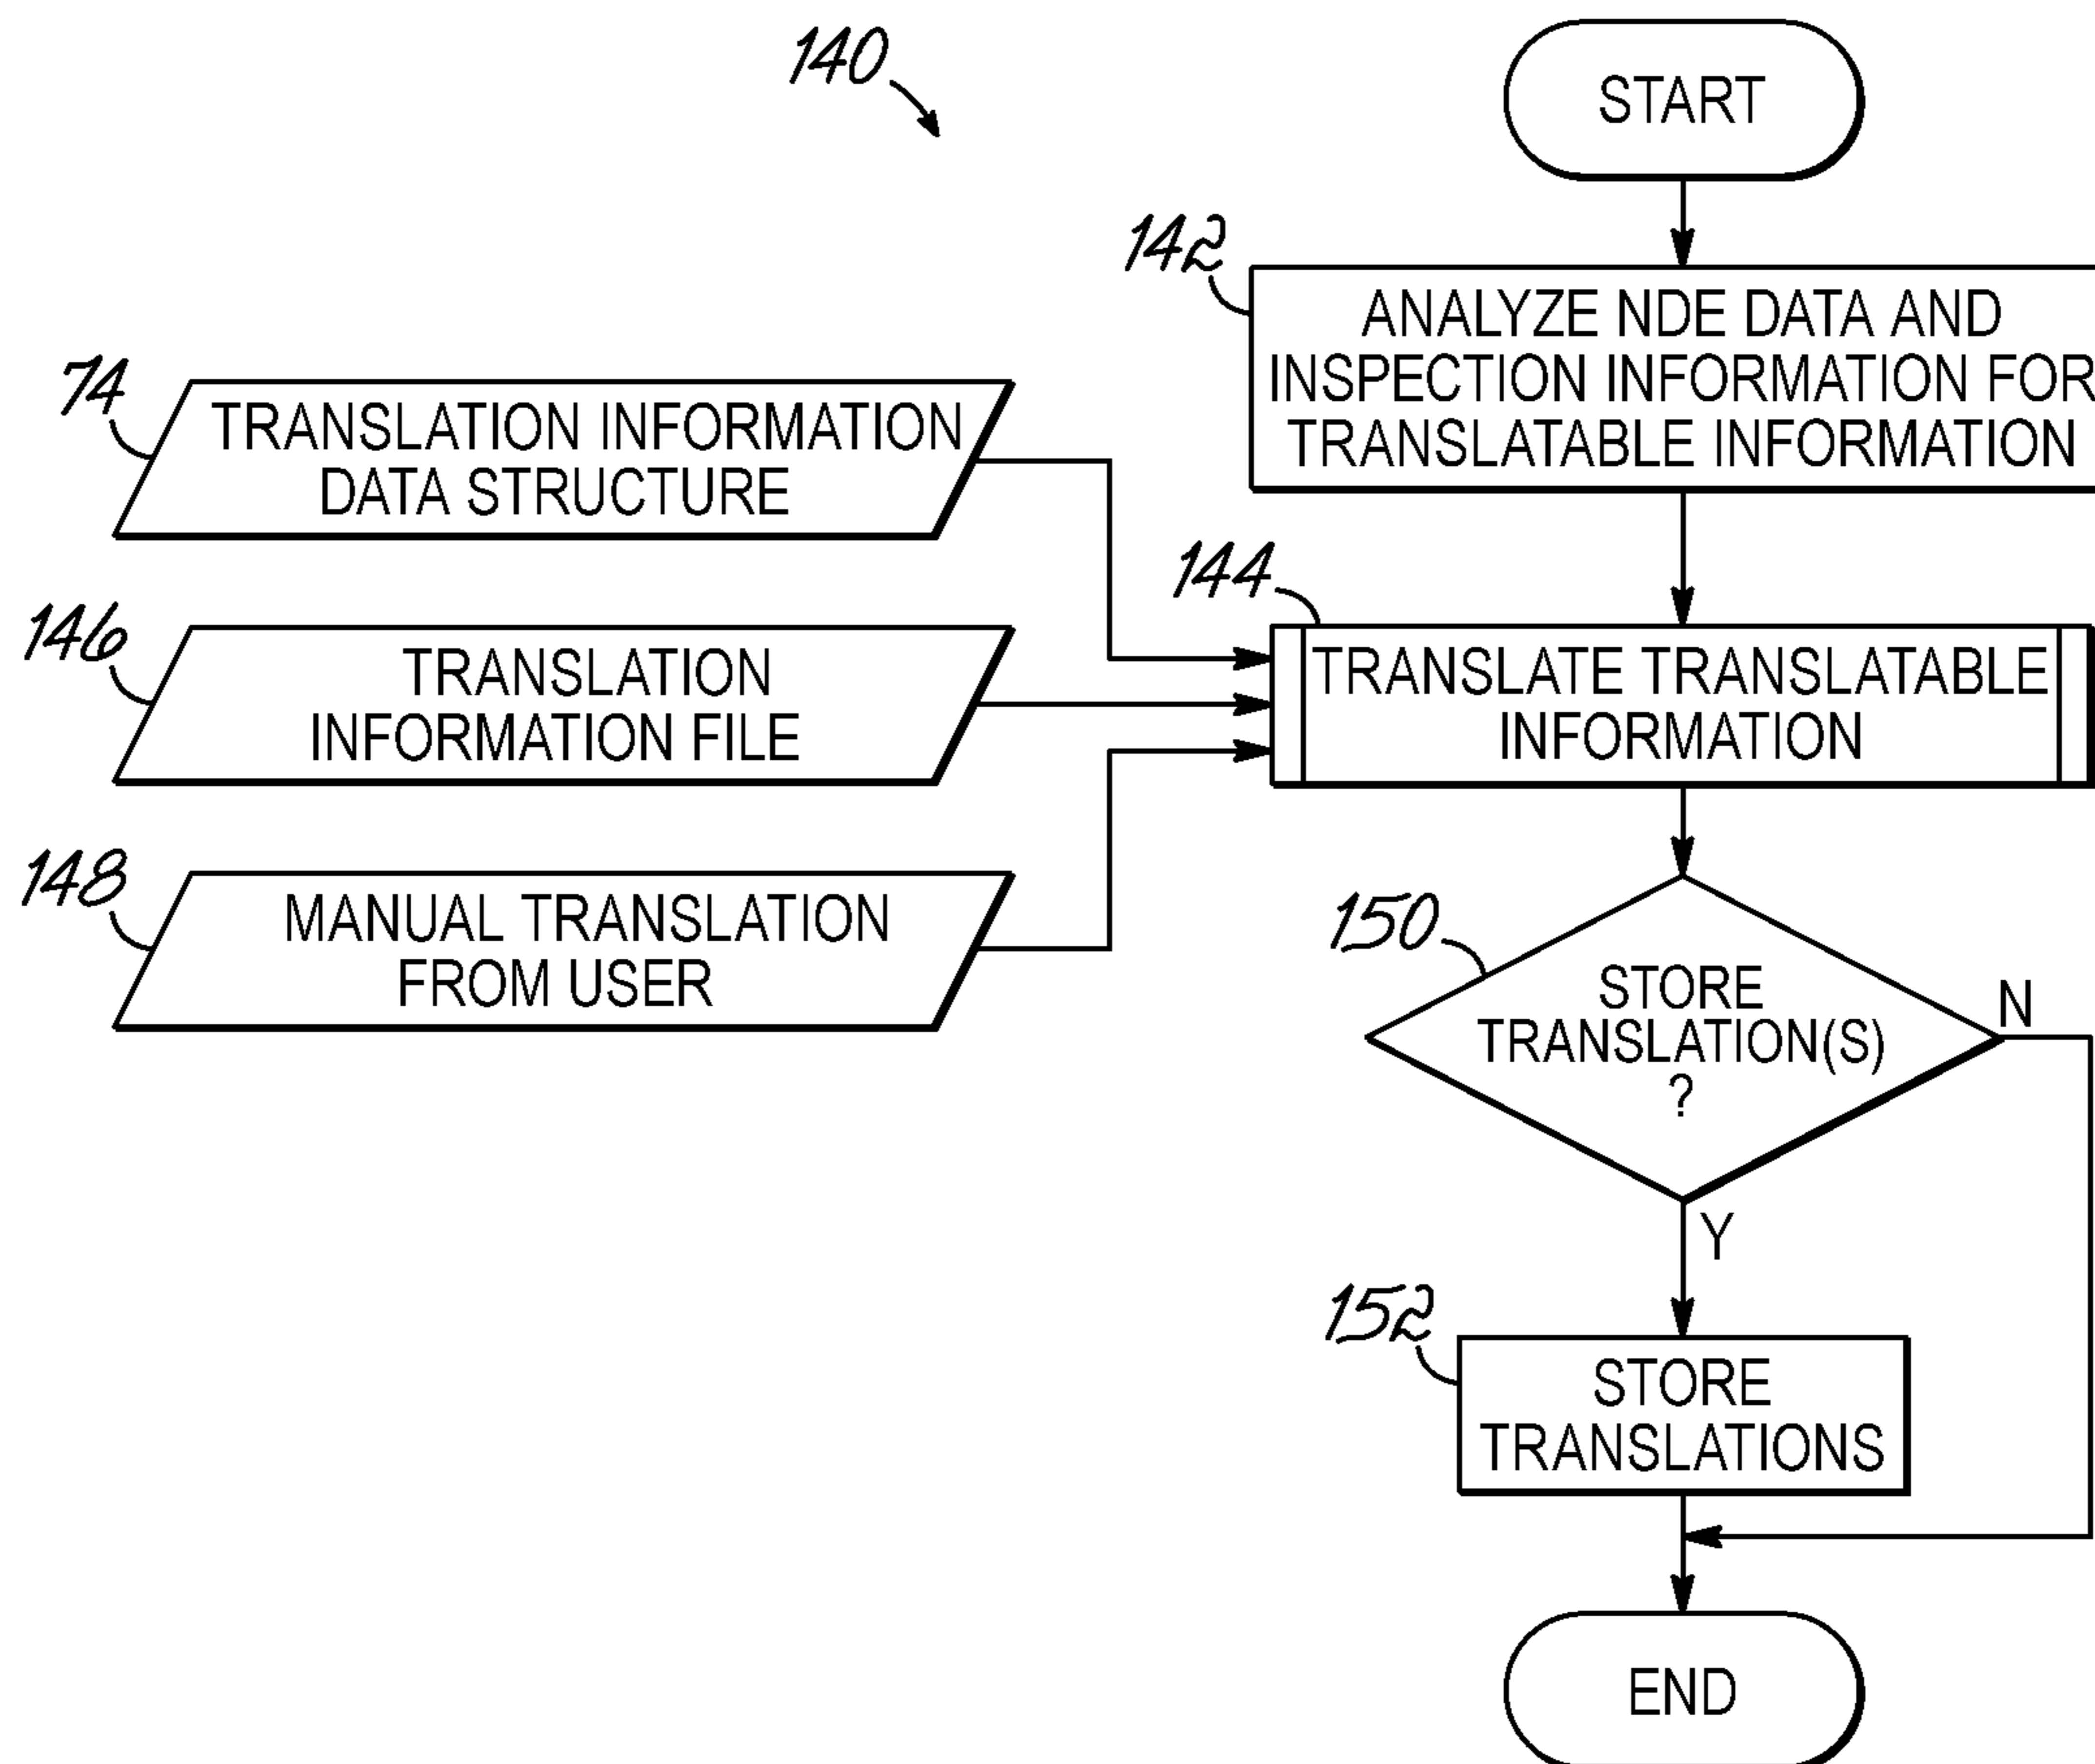 140
START
142
ANALYZE NDE DATA AND
INSPECTION INFORMATION FOR
TRANSLATABLE INFORMATION
74
TRANSLATION INFORMATION
DATA STRUCTURE
144
TRANSLATE TRANSLATABLE
INFORMATION
146
TRANSLATION
INFORMATION FILE
148
MANUAL TRANSLATION
FROM USER
150
STORE
TRANSLATION(S)
?
N
Y
152
STORE
TRANSLATIONS
END